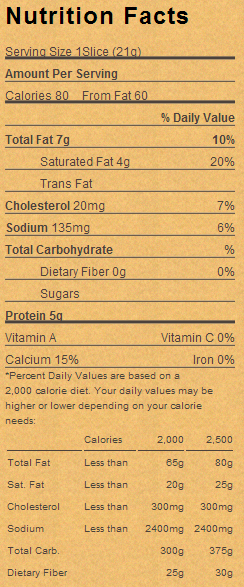 Nutrition Facts
Serving Size 1Slice (21g)
Amount Per Serving
Calories 80 From Fat 60
% Daily Value
Total Fat 7g 10%
Saturated Fat 4g 20%
Trans Fat
Cholesterol 20mg 7%
Sodium 135mg 6%
Total Carbohydrate %
Dietary Fiber 0g 0%
Sugars
Protein 5g
Vitamin A Vitamin C 0%
Calcium 15% Iron 0%
*Percent Daily Values are based on a
2,000 calorie diet. Your daily values may be
higher or lower depending on your calorie
needs:
Calories 2,000 2,500
Total Fat Less than 65g 80g
Sat. Fat Less than 20g 25g
Cholesterol Less than 300mg 300mg
Sodium Less than 2400mg 2400mg
Total Carb. 300g 375g
Dietary Fiber 25g 30g